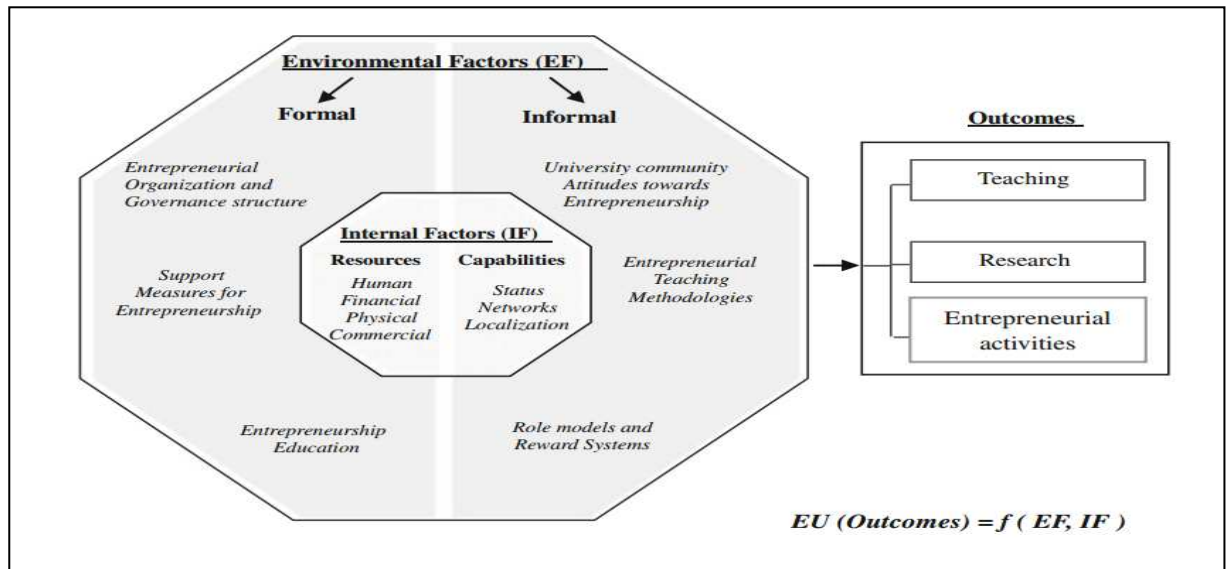 Environmental Factors (EF)
Formal
Informal
Entrepreneurial
Organization and
Governance structure
University community
Attitudes towards
Entrepreneurship
Internal Factors (IF)
Resources
Capabilities
Human
Financial
Physical
Commercial
Status
Networks
Localization
Support
Measures for
Entrepreneurship
Entrepreneurial
Teaching
Methodologies
Entrepreneurship
Education
Role models and
Reward Systems
Outcomes
Teaching
Research
Entrepreneurial
activities
EU (Outcomes) = f ( EF, IF )